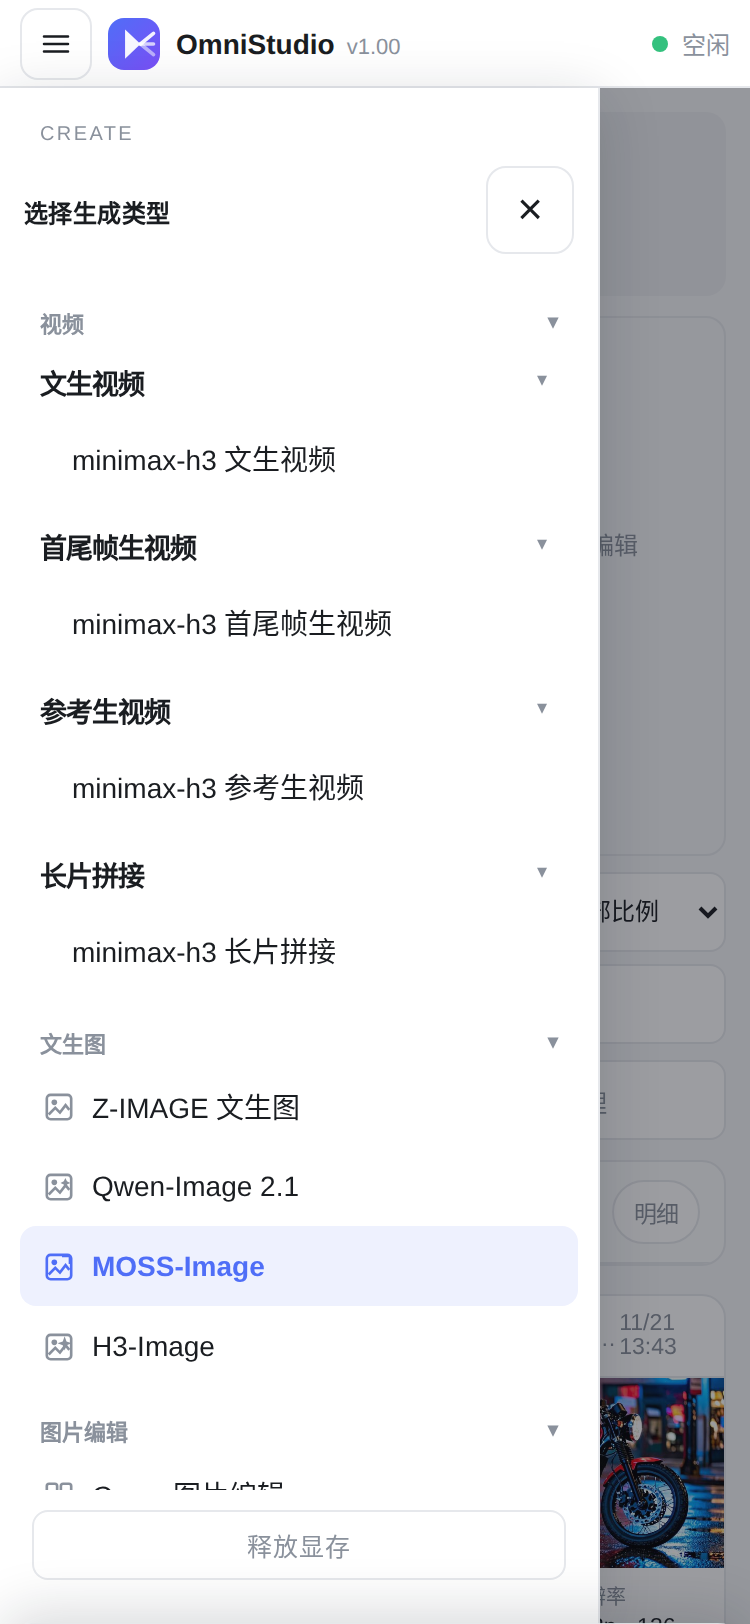 OmniStudio v1.00
空闲
CREATE
选择生成类型
视频
文生视频
minimax-h3 文生视频
首尾帧生视频
编辑
minimax-h3 首尾帧生视频
参考生视频
minimax-h3 参考生视频
长片拼接
部比例
minimax-h3 长片拼接
文生图
Z-IMAGE 文生图
Qwen-Image 2.1
明细
MOSS-Image
11/21
13:43
H3-Image
图片编辑
释放显存